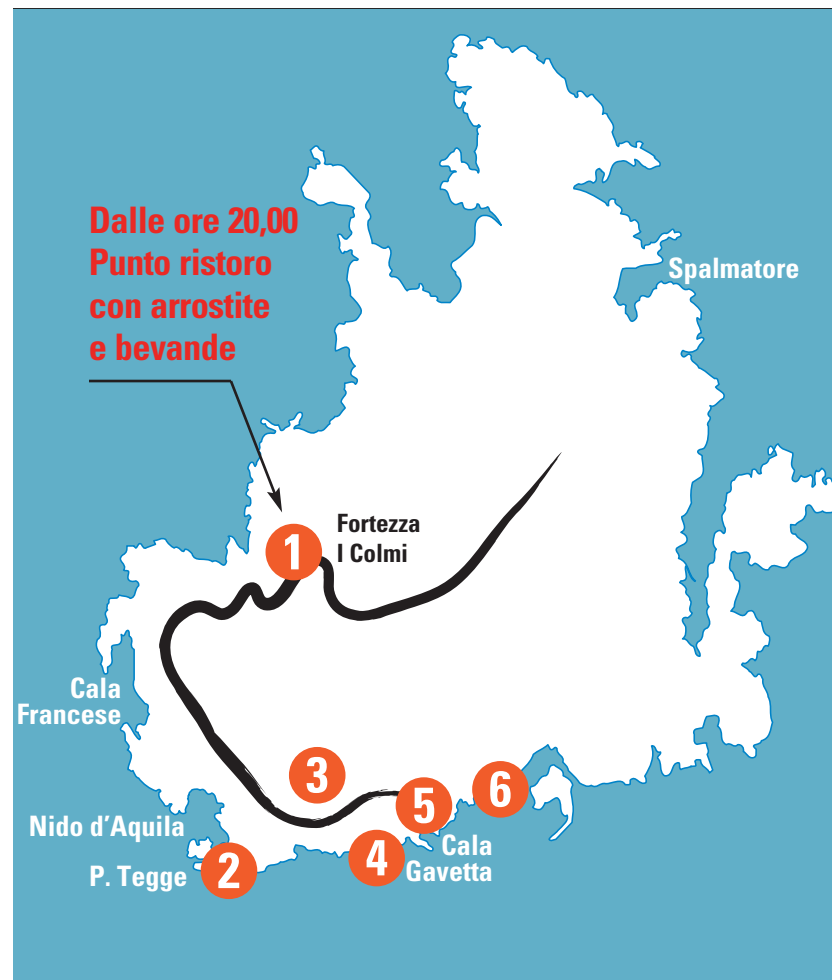 Dalle ore 20,00
Punto ristoro
con arrostite
e bevande
Spalmatore
Fortezza
I Colmi
1
Cala
Francese
3
5
6
Nido d'Aquila
P. Tegge
2
4
Cala
Gavetta